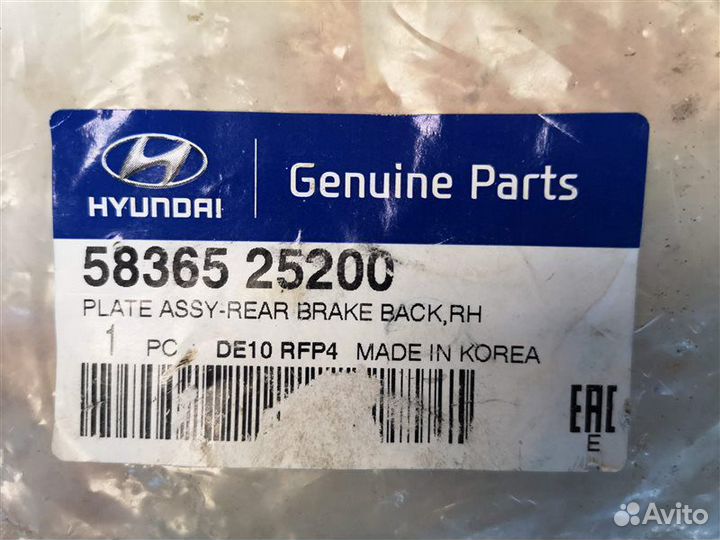 HYUNDAI
Genuine Parts
58365 25200
PLATE ASSY-REAR BRAKE BACK,RH
1 PC DE10 RFP4 MADE IN KOREA
EAC
E
Avito